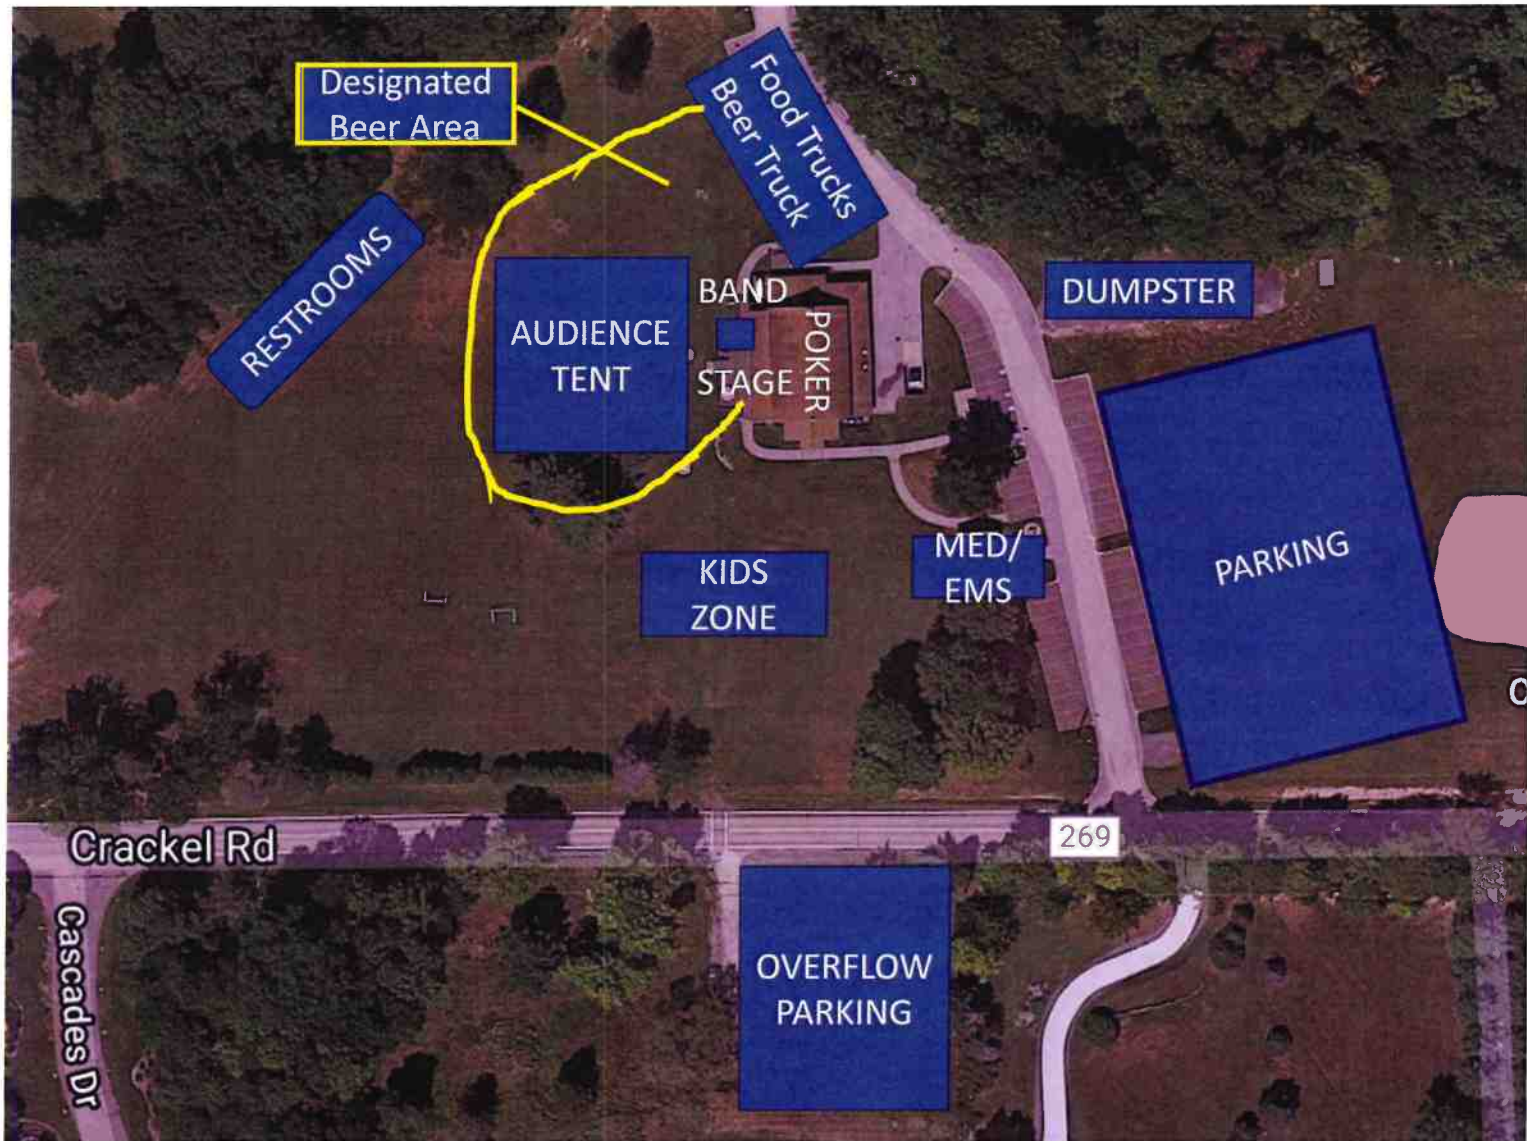 Designated
Beer Area
Food Trucks
Beer Truck
RESTROOMS
BAND
STAGE
POKER
AUDIENCE
TENT
DUMPSTER
KIDS
ZONE
MED/
EMS
PARKING
Crackel Rd
269
Cascades Dr
OVERFLOW
PARKING